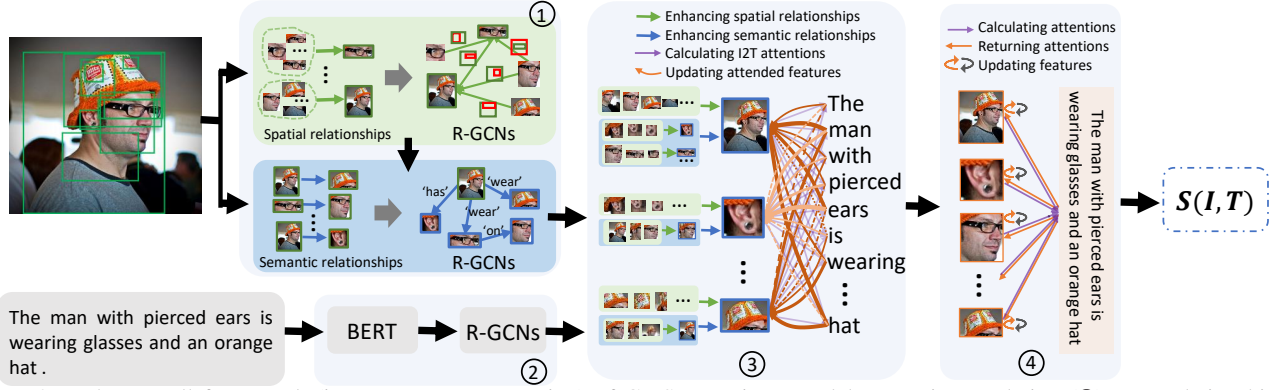 ①
Spatial relationships
R-GCNs
'has'
'wear'
'wear'
'on'
Semantic relationships
R-GCNs
The man with pierced ears is
wearing glasses and an orange
hat .
BERT
R-GCNs
②
Enhancing spatial relationships
Enhancing semantic relationships
Calculating I2T attentions
Updating attended features
The
man
with
pierced
ears
is
wearing
hat
③
Calculating attentions
Returning attentions
Updating features
The man with pierced ears is
wearing glasses and an orange hat
④
S(I,T)